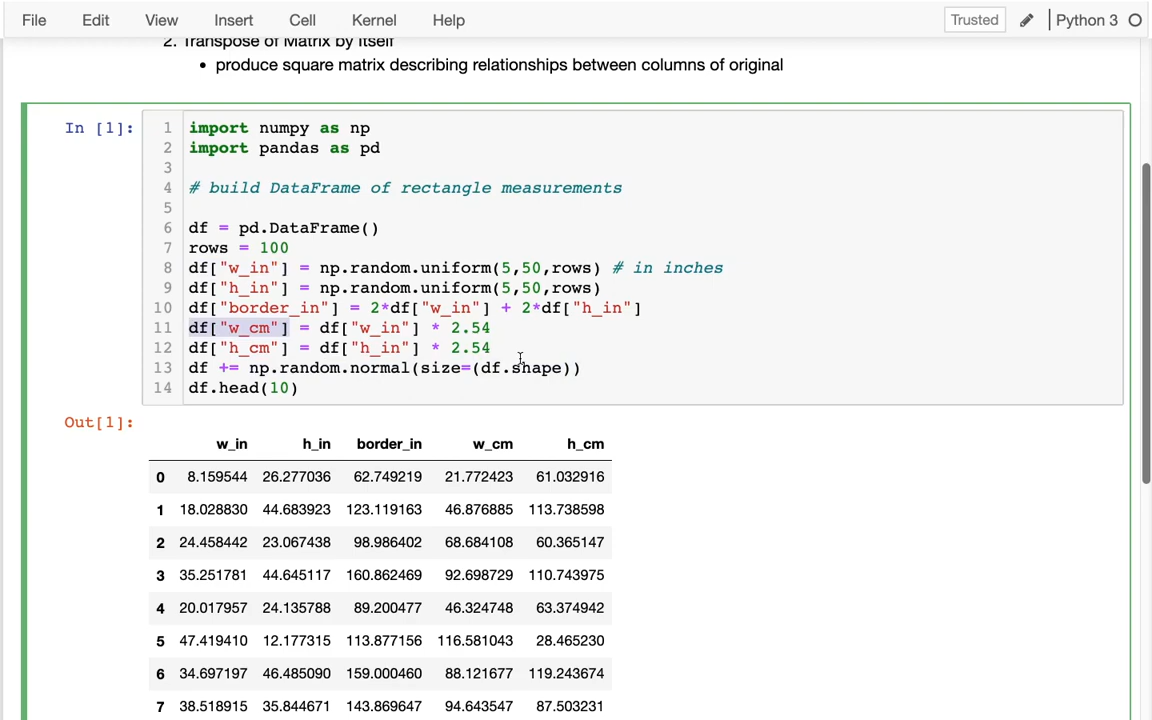 File Edit View Insert Cell Kernel Help Trusted Python 3
2. Transpose of Matrix by Itself
• produce square matrix describing relationships between columns of original
In [1]:
1 import numpy as np
2 import pandas as pd
3
4 # build DataFrame of rectangle measurements
5
6 df = pd.DataFrame()
7 rows = 100
8 df["w_in"] = np.random.uniform(5,50,rows) # in inches
9 df["h_in"] = np.random.uniform(5,50,rows)
10 df["border_in"] = 2*df["w_in"] + 2*df["h_in"]
11 df["w_cm"] = df["w_in"] * 2.54
12 df["h_cm"] = df["h_in"] * 2.54
13 df += np.random.normal(size=(df.shape))
14 df.head(10)
Out[1]:
w_in h_in border_in w_cm h_cm
0 8.159544 26.277036 62.749219 21.772423 61.032916
1 18.028830 44.683923 123.119163 46.876885 113.738598
2 24.458442 23.067438 98.986402 68.684108 60.365147
3 35.251781 44.645117 160.862469 92.698729 110.743975
4 20.017957 24.135788 89.200477 46.324748 63.374942
5 47.419410 12.177315 113.877156 116.581043 28.465230
6 34.697197 46.485090 159.000460 88.121677 119.243674
7 38.518915 35.844671 143.869647 94.643547 87.503231